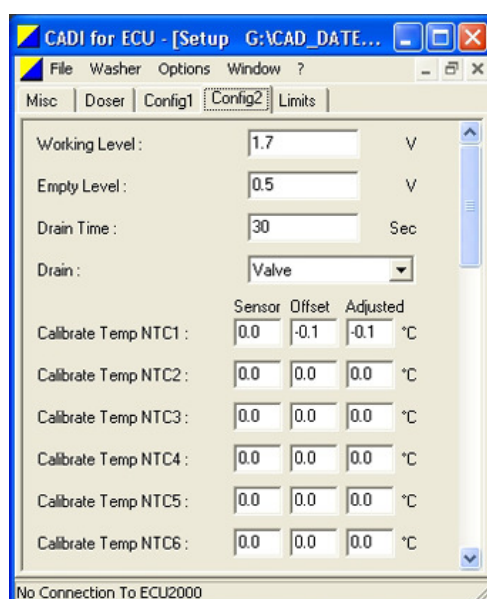 CADI for ECU - [Setup G:\CAD_DATE...
File Washer Options Window ?
Misc Doser Config1 Config2 Limits
Working Level : 1.7 V
Empty Level : 0.5 V
Drain Time : 30 Sec
Drain : Valve
Sensor Offset Adjusted
Calibrate Temp NTC1 : 0.0 -0.1 -0.1 °C
Calibrate Temp NTC2 : 0.0 0.0 0.0 °C
Calibrate Temp NTC3 : 0.0 0.0 0.0 °C
Calibrate Temp NTC4 : 0.0 0.0 0.0 °C
Calibrate Temp NTC5 : 0.0 0.0 0.0 °C
Calibrate Temp NTC6 : 0.0 0.0 0.0 °C
No Connection To ECU2000